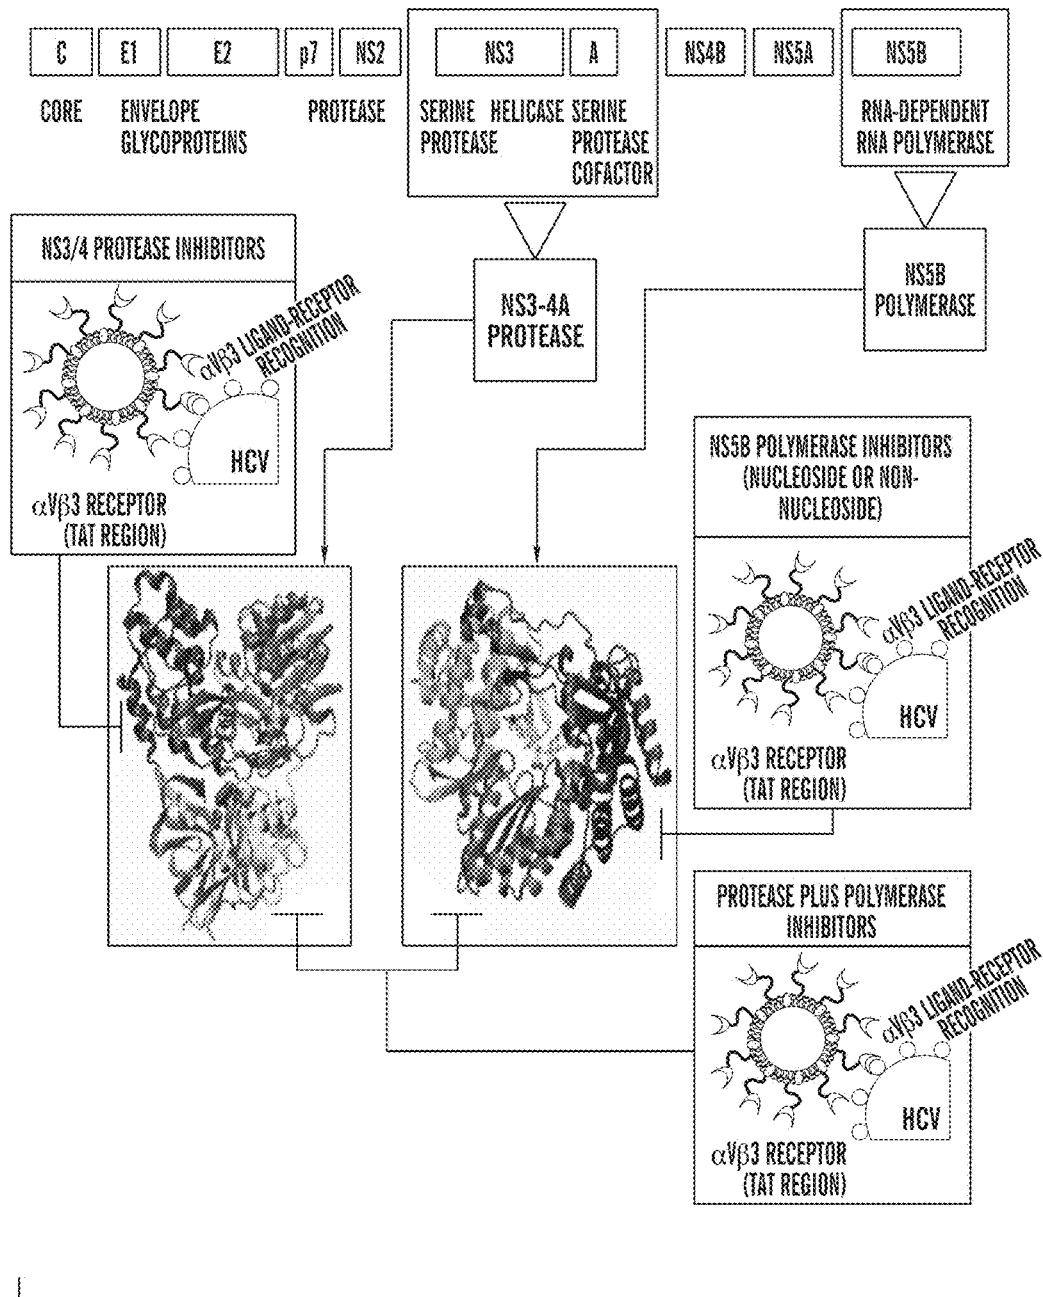 C E1 E2 p7 NS2 NS3 A NS4B NS5A NS5B
CORE ENVELOPE PROTEASE SERINE HELICASE SERINE RNA-DEPENDENT
GLYCOPROTEINS PROTEASE PROTEASE RNA POLYMERASE
COFACTOR
NS3/4 PROTEASE INHIBITORS
αVβ3 LIGAND-RECEPTOR
RECOGNITION
HCV
αVβ3 RECEPTOR
(TAT REGION)
NS3-4A
PROTEASE
NS5B
POLYMERASE
NS5B POLYMERASE INHIBITORS
(NUCLEOSIDE OR NON-
NUCLEOSIDE)
αVβ3 LIGAND-RECEPTOR
RECOGNITION
HCV
αVβ3 RECEPTOR
(TAT REGION)
PROTEASE PLUS POLYMERASE
INHIBITORS
αVβ3 LIGAND-RECEPTOR
RECOGNITION
HCV
αVβ3 RECEPTOR
(TAT REGION)